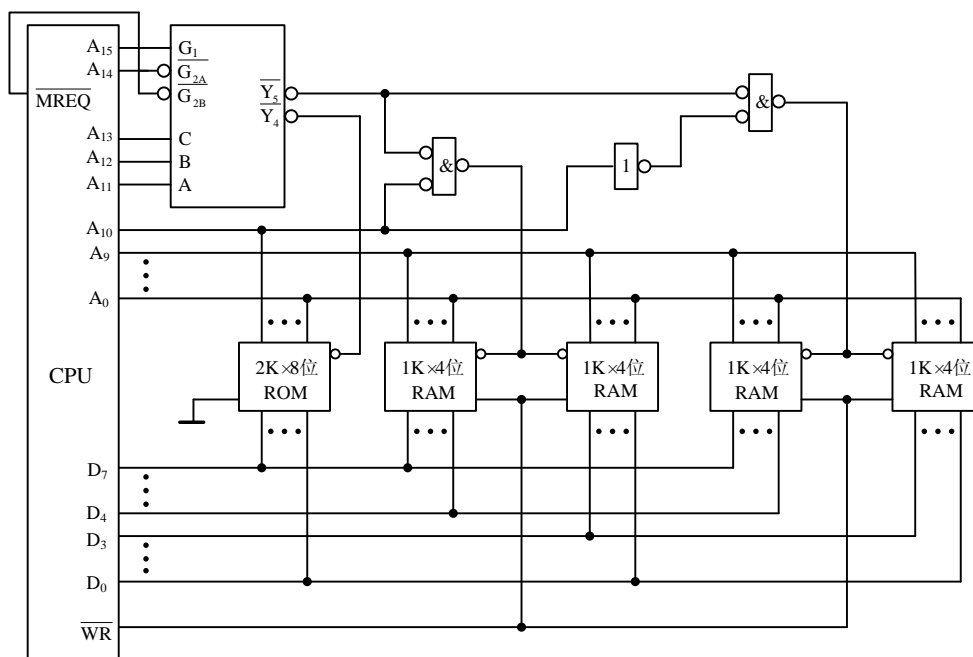 A₁₅
A₁₄
MREQ
A₁₃
A₁₂
A₁₁
A₁₀
A₉
A₀
CPU
D₇
D₄
D₃
D₀
WR
G₁
G₂A
G₂B
C
B
A
Y₅
Y₄
&
1
&
2K×8位
ROM
1K×4位
RAM
1K×4位
RAM
1K×4位
RAM
1K×4位
RAM